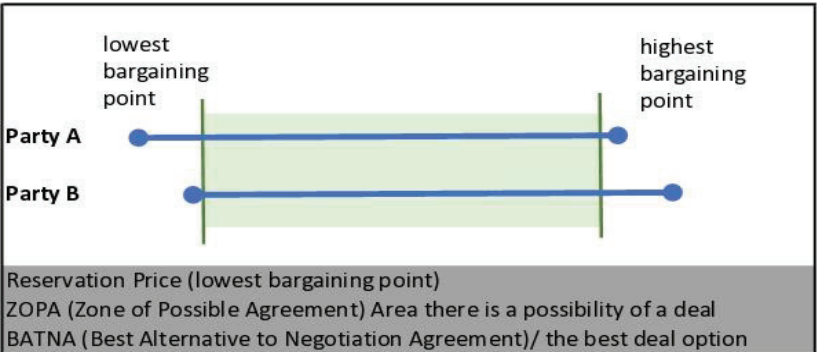 lowest
bargaining
point
highest
bargaining
point
Party A
Party B
Reservation Price (lowest bargaining point)
ZOPA (Zone of Possible Agreement) Area there is a possibility of a deal
BATNA (Best Alternative to Negotiation Agreement)/ the best deal option